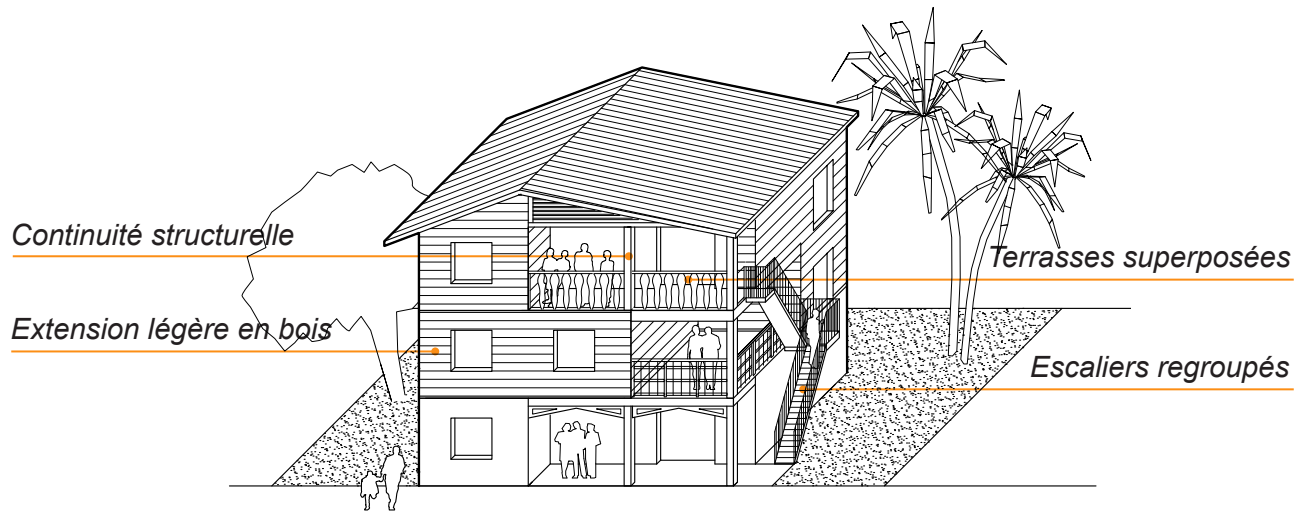 Continuité structurelle
Terrasses superposées
Extension légère en bois
Escaliers regroupés